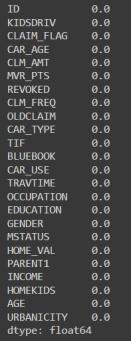 ID 0.0
KIDSDRIV 0.0
CLAIM_FLAG 0.0
CAR_AGE 0.0
CLM_AMT 0.0
MVR_PTS 0.0
REVOKED 0.0
CLM_FREQ 0.0
OLDCLAIM 0.0
CAR_TYPE 0.0
TIF 0.0
BLUEBOOK 0.0
CAR_USE 0.0
TRAVTIME 0.0
OCCUPATION 0.0
EDUCATION 0.0
GENDER 0.0
MSTATUS 0.0
HOME_VAL 0.0
PARENT1 0.0
INCOME 0.0
HOMEKIDS 0.0
AGE 0.0
URBANICITY 0.0
dtype: float64